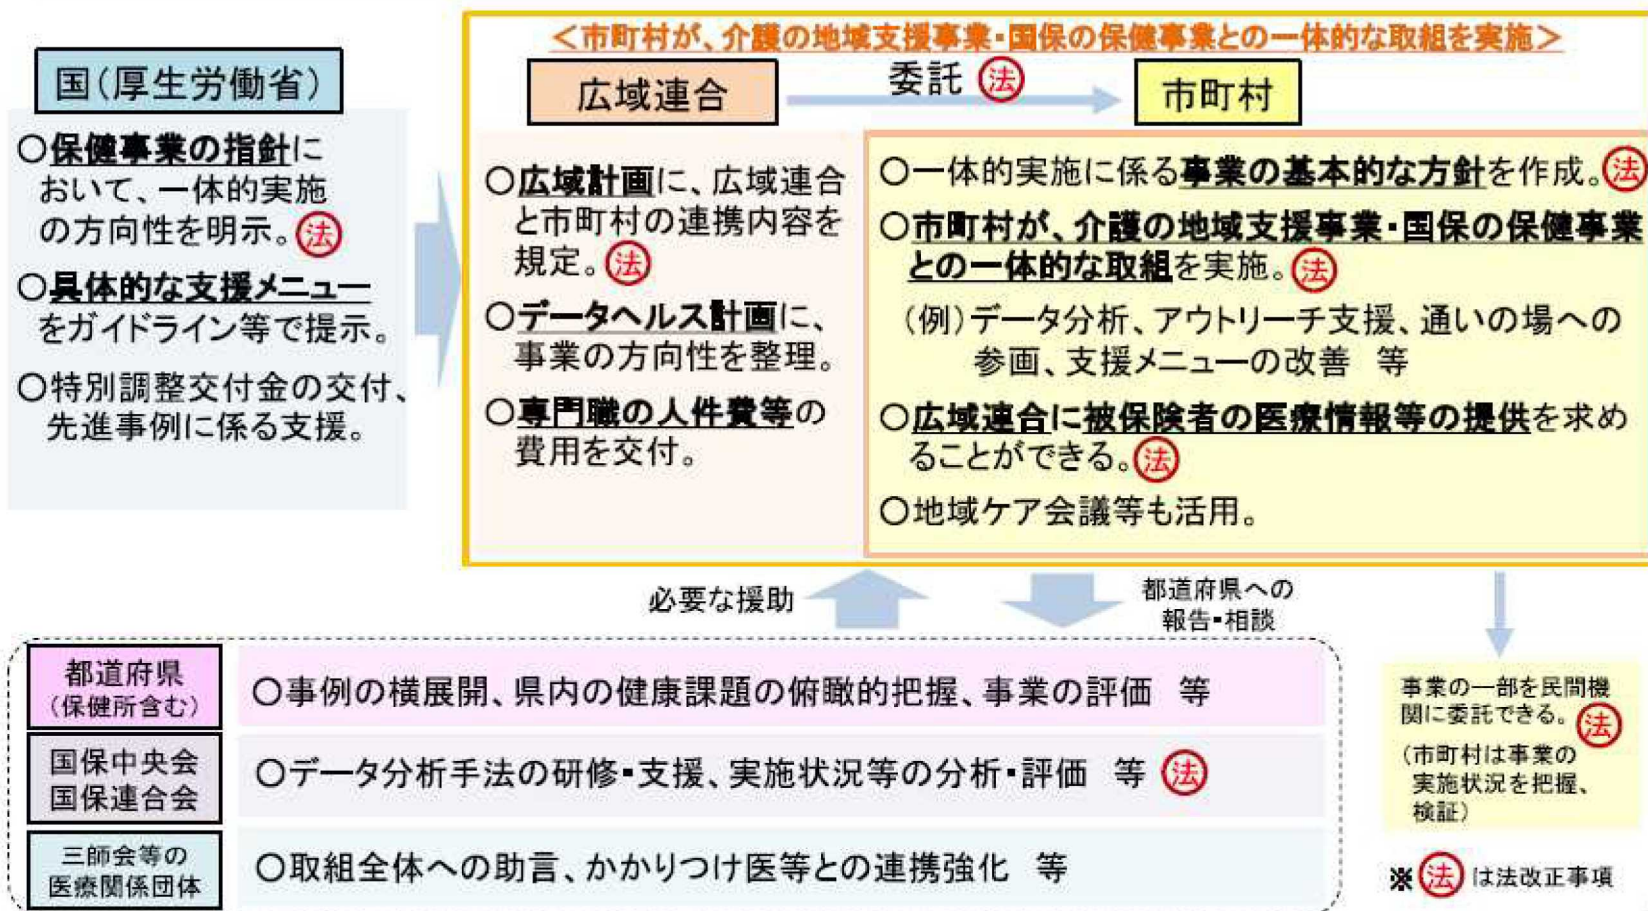 <市町村が、介護の地域支援事業・国保の保健事業との一体的な取組を実施>
国(厚生労働省)
○保健事業の指針に
おいて、一体的実施
の方向性を明示。法
○具体的な支援メニュー
をガイドライン等で提示。
○特別調整交付金の交付、
先進事例に係る支援。
広域連合
委託 法
市町村
○広域計画に、広域連合
と市町村の連携内容を
規定。法
○データヘルス計画に、
事業の方向性を整理。
○専門職の人件費等の
費用を交付。
○一体的実施に係る事業の基本的な方針を作成。法
○市町村が、介護の地域支援事業・国保の保健事業
との一体的な取組を実施。法
(例)データ分析、アウトリーチ支援、通いの場への
参画、支援メニューの改善 等
○広域連合に被保険者の医療情報等の提供を求め
ることができる。法
○地域ケア会議等も活用。
必要な援助
都道府県への
報告・相談
都道府県
(保健所含む)
○事例の横展開、県内の健康課題の俯瞰的把握、事業の評価 等
国保中央会
国保連合会
○データ分析手法の研修・支援、実施状況等の分析・評価 等 法
三師会等の
医療関係団体
○取組全体への助言、かかりつけ医等との連携強化 等
事業の一部を民間機
関に委託できる。法
(市町村は事業の
実施状況を把握、
検証)
※法は法改正事項